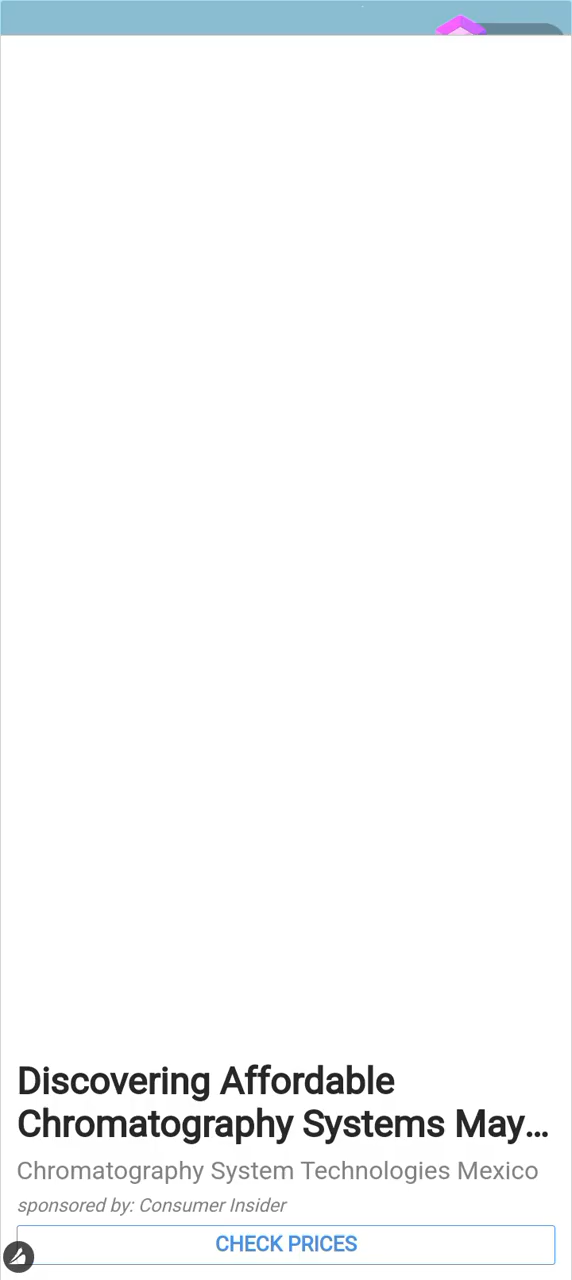 Discovering Affordable
Chromatography Systems May...
Chromatography System Technologies Mexico
sponsored by: Consumer Insider
CHECK PRICES